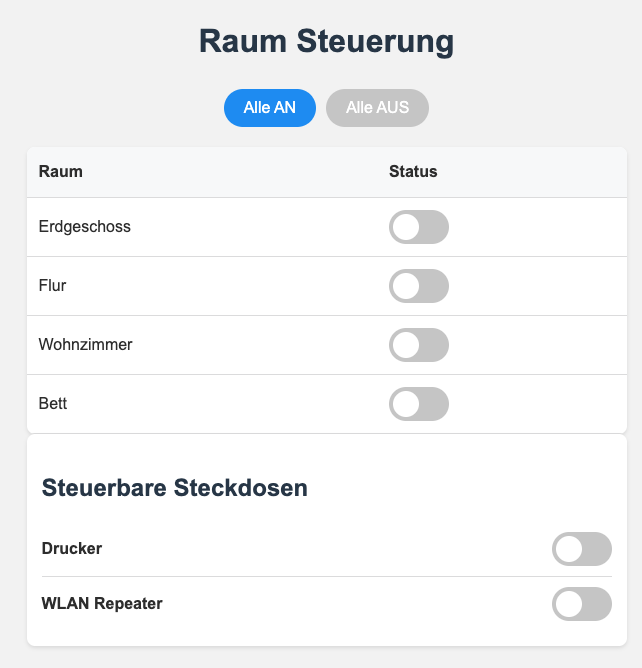 Raum Steuerung
Alle AN Alle AUS
Raum Status
Erdgeschoss
Flur
Wohnzimmer
Bett
Steuerbare Steckdosen
Drucker
WLAN Repeater